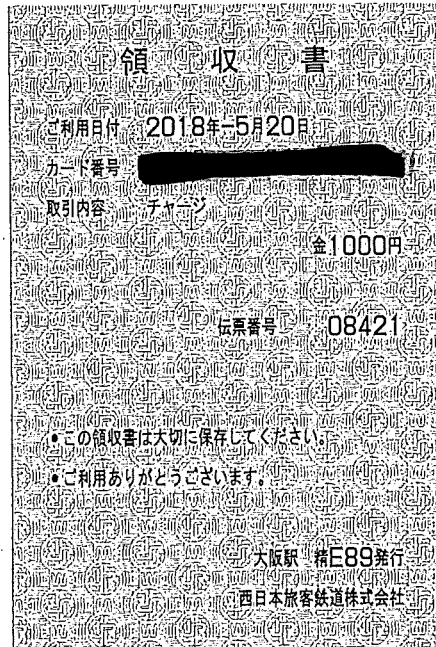 領収書
ご利用日付 2018年-5月20日
カード番号
取引内容 チャージ
金1000円
伝票番号 08421
•この領収書は大切に保存してください。
•ご利用ありがとうございます。
大阪駅 精E89発行
西日本旅客鉄道株式会社